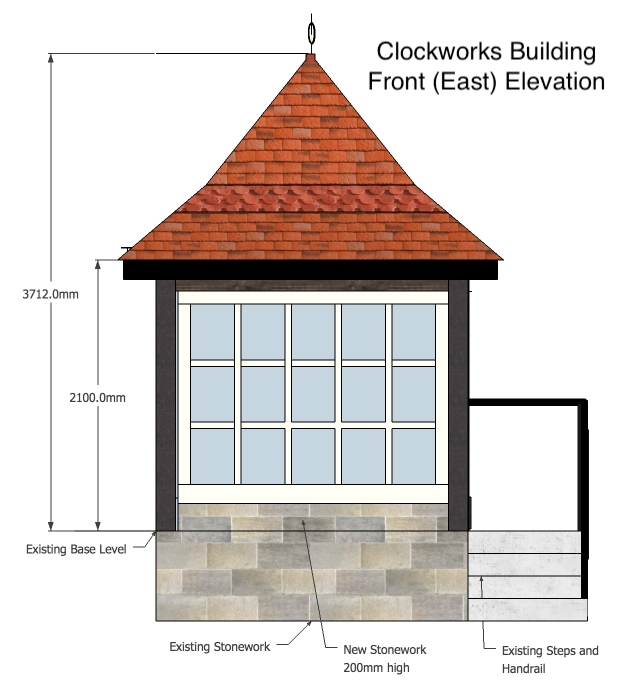 Clockworks Building
Front (East) Elevation
3712.0mm
2100.0mm
Existing Base Level
Existing Stonework
New Stonework
200mm high
Existing Steps and
Handrail